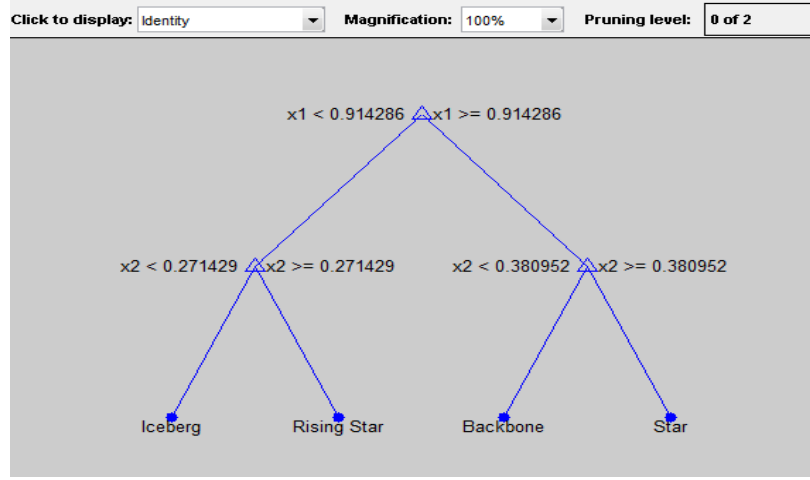 Click to display: Identity Magnification: 100% Pruning level: 0 of 2
x1 < 0.914286 x1 >= 0.914286
x2 < 0.271429 x2 >= 0.271429 x2 < 0.380952 x2 >= 0.380952
Iceberg Rising Star Backbone Star